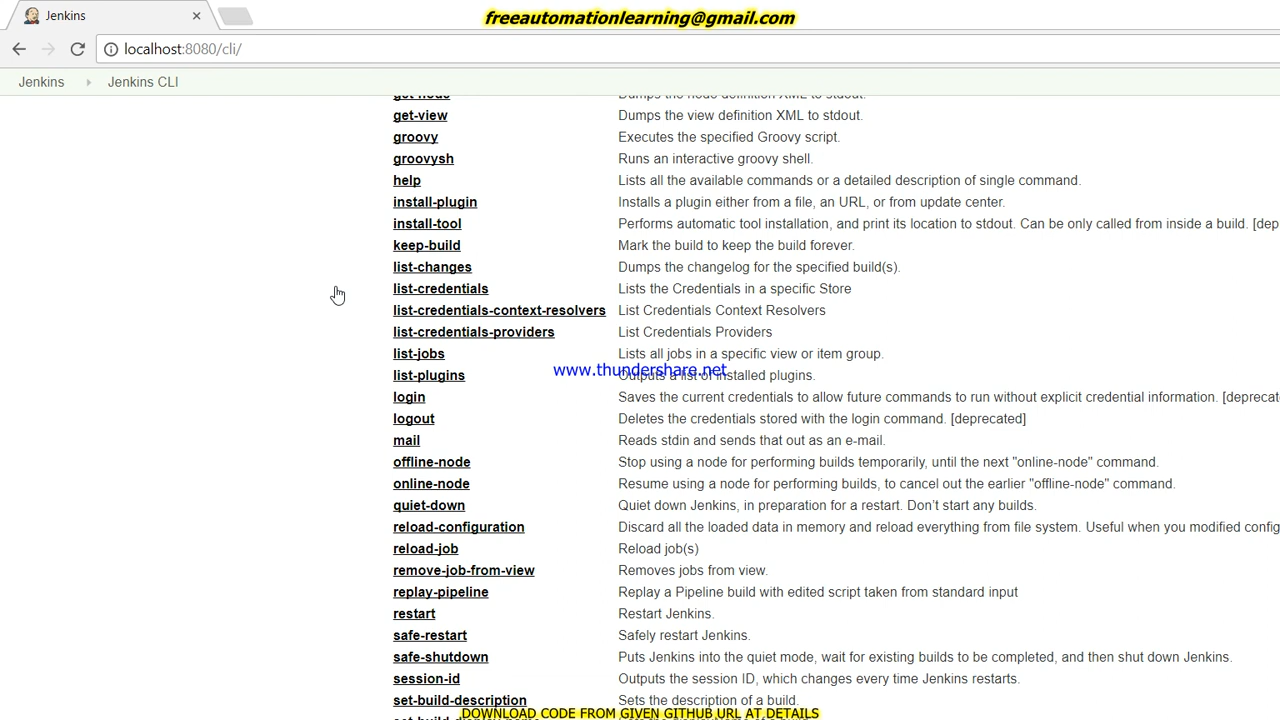 Jenkins
freeautomationlearning@gmail.com
localhost:8080/cli/
Jenkins Jenkins CLI
get-node Dumps the node definition XML to stdout.
get-view Dumps the view definition XML to stdout.
groovy Executes the specified Groovy script.
groovysh Runs an interactive groovy shell.
help Lists all the available commands or a detailed description of single command.
install-plugin Installs a plugin either from a file, an URL, or from update center.
install-tool Performs automatic tool installation, and print its location to stdout. Can be only called from inside a build. [dep
keep-build Mark the build to keep the build forever.
list-changes Dumps the changelog for the specified build(s).
list-credentials Lists the Credentials in a specific Store
list-credentials-context-resolvers List Credentials Context Resolvers
list-credentials-providers List Credentials Providers
list-jobs Lists all jobs in a specific view or item group.
www.thundershare.net
list-plugins Outputs a list of installed plugins.
login Saves the current credentials to allow future commands to run without explicit credential information. [depreca
logout Deletes the credentials stored with the login command. [deprecated]
mail Reads stdin and sends that out as an e-mail.
offline-node Stop using a node for performing builds temporarily, until the next "online-node" command.
online-node Resume using a node for performing builds, to cancel out the earlier "offline-node" command.
quiet-down Quiet down Jenkins, in preparation for a restart. Don't start any builds.
reload-configuration Discard all the loaded data in memory and reload everything from file system. Useful when you modified config
reload-job Reload job(s)
remove-job-from-view Removes jobs from view.
replay-pipeline Replay a Pipeline build with edited script taken from standard input
restart Restart Jenkins.
safe-restart Safely restart Jenkins.
safe-shutdown Puts Jenkins into the quiet mode, wait for existing builds to be completed, and then shut down Jenkins.
session-id Outputs the session ID, which changes every time Jenkins restarts.
set-build-description Sets the description of a build.
DOWNLOAD CODE FROM GIVEN GITHUB URL AT DETAILS